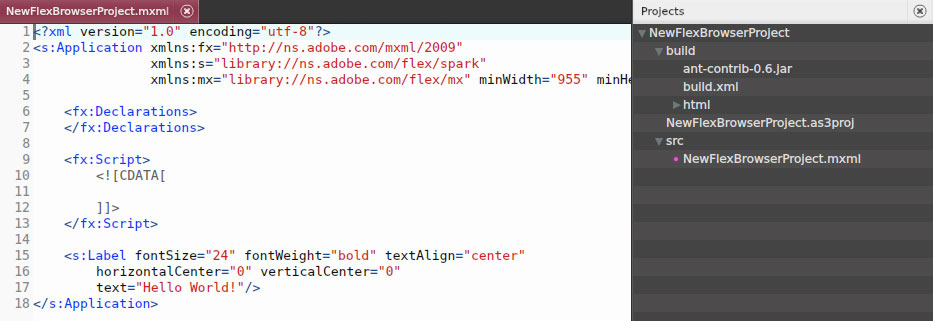 NewFlexBrowserProject.mxml
1 <?xml version="1.0" encoding="utf-8"?>
2 <s:Application xmlns:fx="http://ns.adobe.com/mxml/2009"
3 xmlns:s="library://ns.adobe.com/flex/spark"
4 xmlns:mx="library://ns.adobe.com/flex/mx" minWidth="955" minHe
5
6 <fx:Declarations>
7 </fx:Declarations>
8
9 <fx:Script>
10 <![CDATA[
11
12 ]]>
13 </fx:Script>
14
15 <s:Label fontSize="24" fontWeight="bold" textAlign="center"
16 horizontalCenter="0" verticalCenter="0"
17 text="Hello World!"/>
18 </s:Application>
Projects
NewFlexBrowserProject
build
ant-contrib-0.6.jar
build.xml
html
NewFlexBrowserProject.as3proj
src
NewFlexBrowserProject.mxml